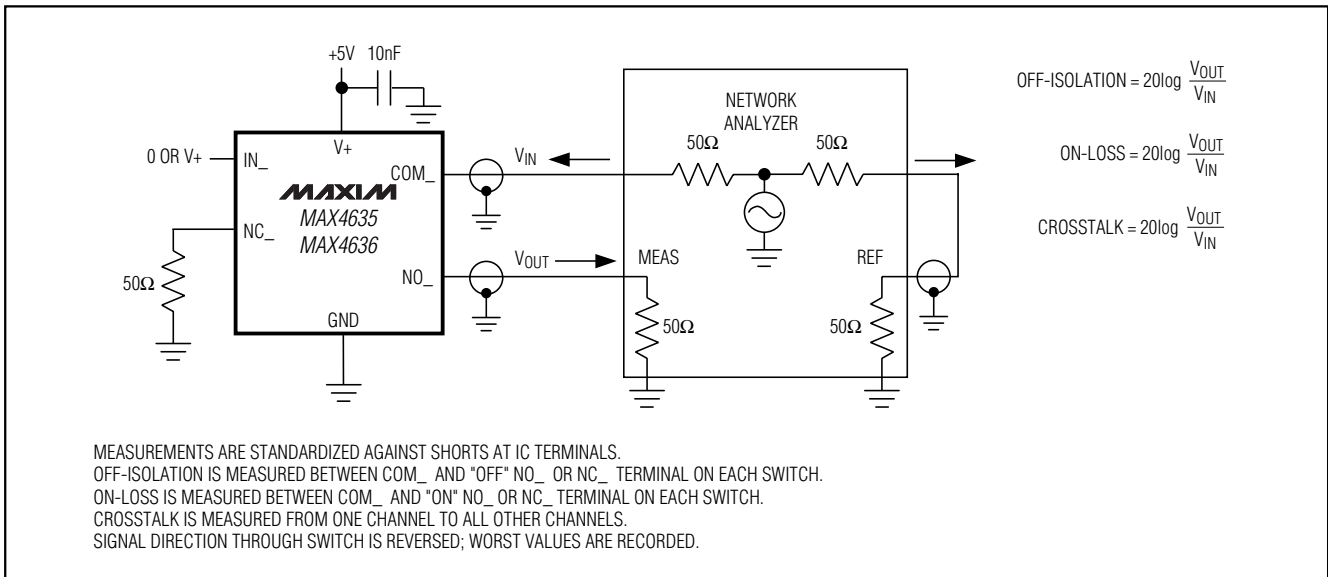 +5V 10nF
V+
0 OR V+ IN_
COM_
MAXIM
MAX4635
MAX4636
NC_
NO_
50Ω
GND
VIN
VOUT
NETWORK
ANALYZER
50Ω 50Ω
MEAS REF
50Ω 50Ω
OFF-ISOLATION = 20log VOUT
VIN
ON-LOSS = 20log VOUT
VIN
CROSSTALK = 20log VOUT
VIN
MEASUREMENTS ARE STANDARDIZED AGAINST SHORTS AT IC TERMINALS.
OFF-ISOLATION IS MEASURED BETWEEN COM_ AND "OFF" NO_ OR NC_ TERMINAL ON EACH SWITCH.
ON-LOSS IS MEASURED BETWEEN COM_ AND "ON" NO_ OR NC_ TERMINAL ON EACH SWITCH.
CROSSTALK IS MEASURED FROM ONE CHANNEL TO ALL OTHER CHANNELS.
SIGNAL DIRECTION THROUGH SWITCH IS REVERSED; WORST VALUES ARE RECORDED.